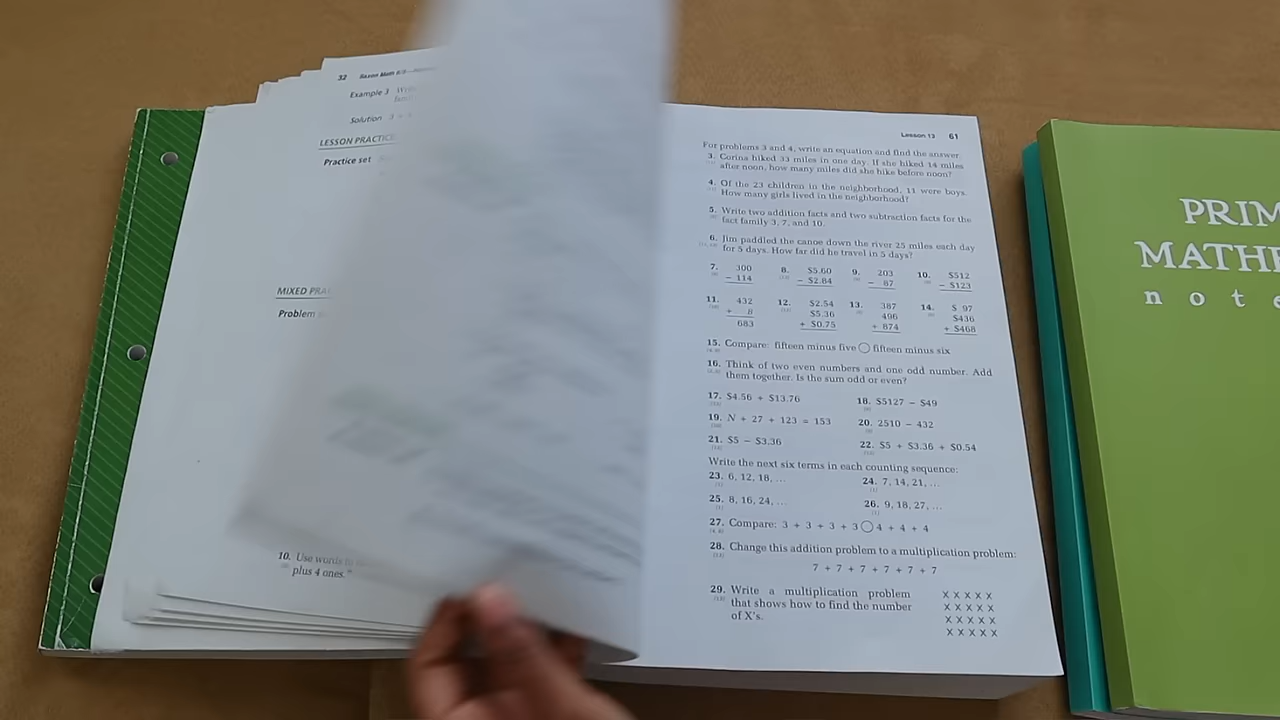 32 Saxon Math
Example 3
Solution 3 +
LESSON PRACTICE
Practice set
MIXED PRA
Problem s
10. Use words to
plus 4 ones."
Lesson 13 61
For problems 3 and 4, write an equation and find the answer.
3. Corina hiked 33 miles in one day. If she hiked 14 miles
after noon, how many miles did she hike before noon?
4. Of the 23 children in the neighborhood, 11 were boys.
How many girls lived in the neighborhood?
5. Write two addition facts and two subtraction facts for the
fact family 3, 7, and 10.
6. Jim paddled the canoe down the river 25 miles each day
for 5 days. How far did he travel in 5 days?
7. 300 8. $5.60 9. 203 10. $512
− 114 − $2.84 − 87 − $123
11. 432 12. $2.54 13. 387 14. $ 97
+ 8 $5.36 496 $436
683 + $0.75 + 874 + $468
15. Compare: fifteen minus five ◯ fifteen minus six
16. Think of two even numbers and one odd number. Add
them together. Is the sum odd or even?
17. $4.56 + $13.76 18. $5127 − $49
19. N + 27 + 123 = 153 20. 2510 − 432
21. $5 − $3.36 22. $5 + $3.36 + $0.54
Write the next six terms in each counting sequence:
23. 6, 12, 18, ... 24. 7, 14, 21, ...
25. 8, 16, 24, ... 26. 9, 18, 27, ...
27. Compare: 3 + 3 + 3 + 3 ◯ 4 + 4 + 4
28. Change this addition problem to a multiplication problem:
7 + 7 + 7 + 7 + 7 + 7
29. Write a multiplication problem
that shows how to find the number
of X's.
X X X X X
X X X X X
X X X X X
X X X X X
PRIM
MATHE
note